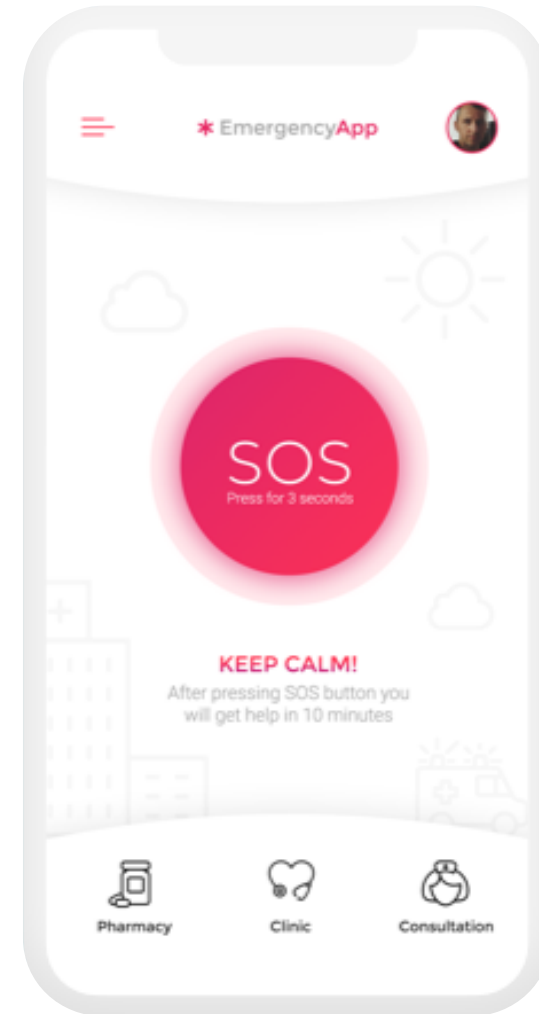 * EmergencyApp
SOS
Press for 3 seconds
KEEP CALM!
After pressing SOS button you
will get help in 10 minutes
Pharmacy
Clinic
Consultation